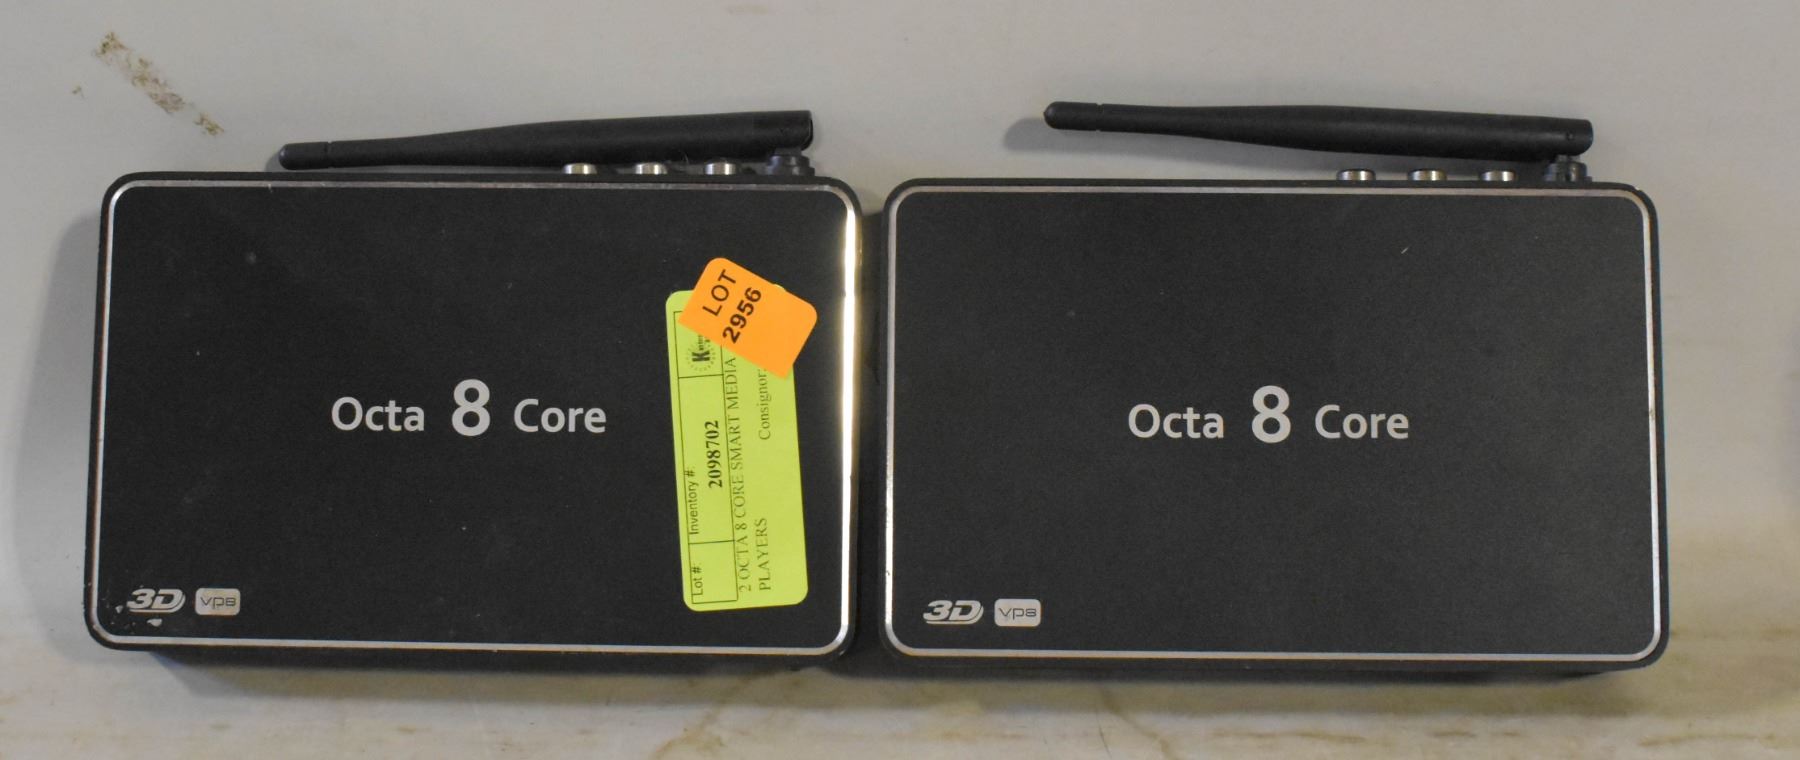 Octa 8 Core
3D vp8
LOT
2956
Lot #:
Inventory #:
2098702
2 OCTA 8 CORE SMART MEDIA
PLAYERS
Consignor:
Octa 8 Core
3D vp8